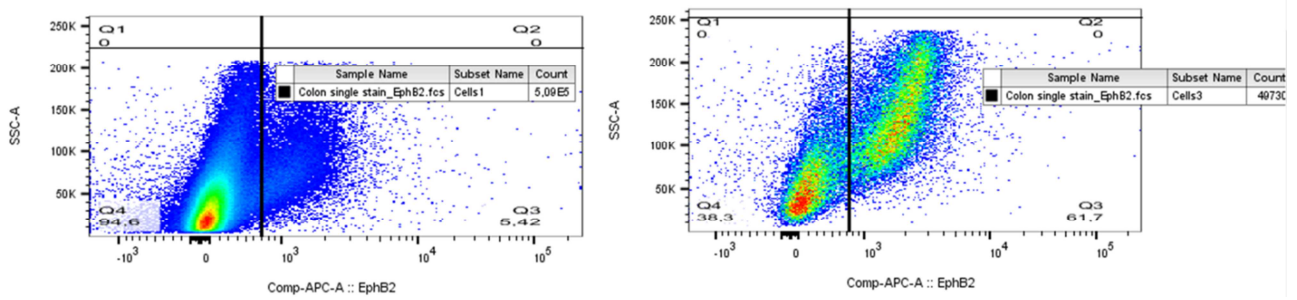 250K
200K
150K
100K
50K
SSC-A
Q1
0
Q2
0
Sample Name Subset Name Count
Colon single stain_EphB2.fcs Cells1 5,09E5
Q4
94,6
Q3
5,42
-10³ 0 10³ 10⁴ 10⁵
Comp-APC-A :: EphB2
250K
200K
150K
100K
50K
SSC-A
Q1
0
Q2
0
Sample Name Subset Name Count
Colon single stain_EphB2.fcs Cells3 4973
Q4
38,3
Q3
61,7
-10³ 0 10³ 10⁴ 10⁵
Comp-APC-A :: EphB2